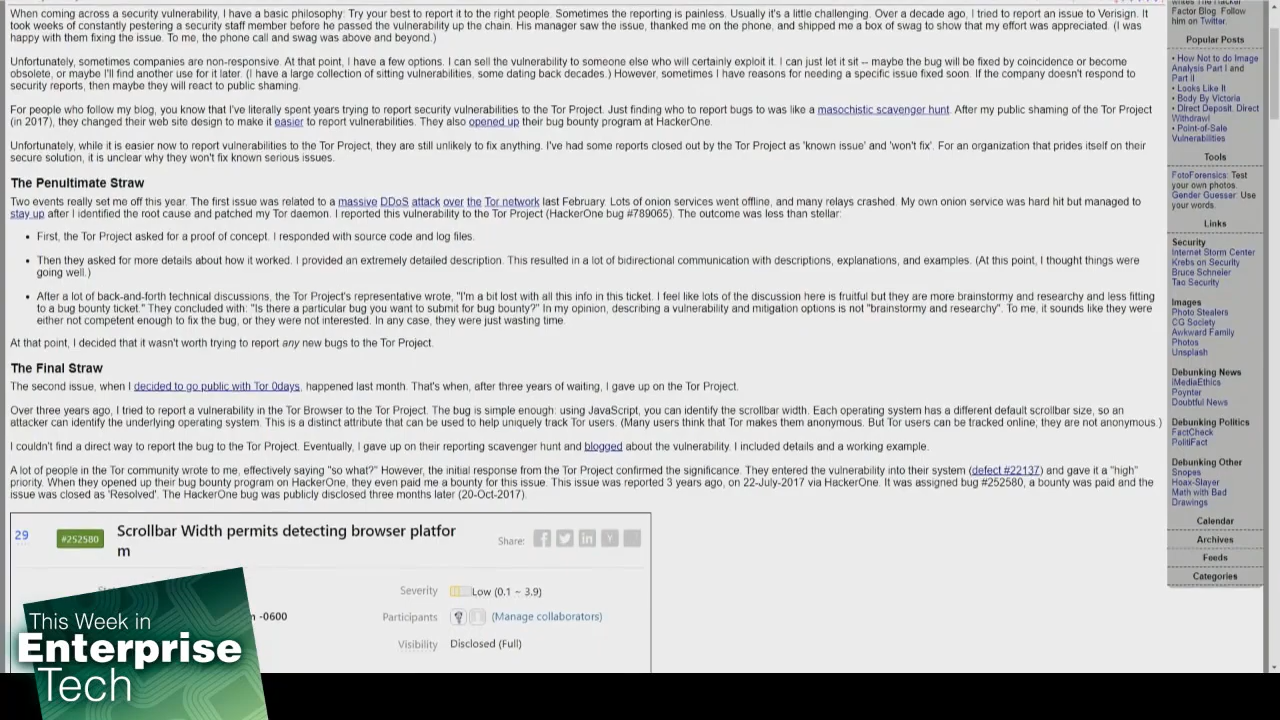 When coming across a security vulnerability, I have a basic philosophy: Try your best to report it to the right people. Sometimes the reporting is painless. Usually it's a little challenging. Over a decade ago, I tried to report an issue to Verisign. It
took weeks of constantly pestering a security staff member before he passed the vulnerability up the chain. His manager saw the issue, thanked me on the phone, and shipped me a box of swag to show that my effort was appreciated. (I was
happy with them fixing the issue. To me, the phone call and swag was above and beyond.)
Unfortunately, sometimes companies are non-responsive. At that point, I have a few options. I can sell the vulnerability to someone else who will certainly exploit it. I can just let it sit -- maybe the bug will be fixed by coincidence or become
obsolete, or maybe I'll find another use for it later. (I have a large collection of sitting vulnerabilities, some dating back decades.) However, sometimes I have reasons for needing a specific issue fixed soon. If the company doesn't respond to
security reports, then maybe they will react to public shaming.
For people who follow my blog, you know that I've literally spent years trying to report security vulnerabilities to the Tor Project. Just finding who to report bugs to was like a masochistic scavenger hunt. After my public shaming of the Tor Project
(in 2017), they changed their web site design to make it easier to report vulnerabilities. They also opened up their bug bounty program at HackerOne.
Unfortunately, while it is easier now to report vulnerabilities to the Tor Project, they are still unlikely to fix anything. I've had some reports closed out by the Tor Project as 'known issue' and 'won't fix'. For an organization that prides itself on their
secure solution, it is unclear why they won't fix known serious issues.
The Penultimate Straw
Two events really set me off this year. The first issue was related to a massive DDoS attack over the Tor network last February. Lots of onion services went offline, and many relays crashed. My own onion service was hard hit but managed to
stay up after I identified the root cause and patched my Tor daemon. I reported this vulnerability to the Tor Project (HackerOne bug #789065). The outcome was less than stellar:
• First, the Tor Project asked for a proof of concept. I responded with source code and log files.
• Then they asked for more details about how it worked. I provided an extremely detailed description. This resulted in a lot of bidirectional communication with descriptions, explanations, and examples. (At this point, I thought things were
going well.)
• After a lot of back-and-forth technical discussions, the Tor Project's representative wrote, "I'm a bit lost with all this info in this ticket. I feel like lots of the discussion here is fruitful but they are more brainstormy and researchy and less fitting
to a bug bounty ticket." They concluded with: "Is there a particular bug you want to submit for bug bounty?" In my opinion, describing a vulnerability and mitigation options is not "brainstormy and researchy". To me, it sounds like they were
either not competent enough to fix the bug, or they were not interested. In any case, they were just wasting time.
At that point, I decided that it wasn't worth trying to report any new bugs to the Tor Project.
The Final Straw
The second issue, when I decided to go public with Tor 0days, happened last month. That's when, after three years of waiting, I gave up on the Tor Project.
Over three years ago, I tried to report a vulnerability in the Tor Browser to the Tor Project. The bug is simple enough: using JavaScript, you can identify the scrollbar width. Each operating system has a different default scrollbar size, so an
attacker can identify the underlying operating system. This is a distinct attribute that can be used to help uniquely track Tor users. (Many users think that Tor makes them anonymous. But Tor users can be tracked online; they are not anonymous.)
I couldn't find a direct way to report the bug to the Tor Project. Eventually, I gave up on their reporting scavenger hunt and blogged about the vulnerability. I included details and a working example.
A lot of people in the Tor community wrote to me, effectively saying "so what?" However, the initial response from the Tor Project confirmed the significance. They entered the vulnerability into their system (defect #22137) and gave it a "high"
priority. When they opened up their bug bounty program on HackerOne, they even paid me a bounty for this issue. This issue was reported 3 years ago, on 22-July-2017 via HackerOne. It was assigned bug #252580, a bounty was paid and the
issue was closed as 'Resolved'. The HackerOne bug was publicly disclosed three months later (20-Oct-2017).
29
#252580
Scrollbar Width permits detecting browser platfor
m
Share:
Severity Low (0.1 ~ 3.9)
-0600
Participants (Manage collaborators)
Visibility Disclosed (Full)
Factor Blog. Follow
him on Twitter.
Popular Posts
• How Not to do Image
Analysis Part I and
Part II
• Looks Like It
• Body By Victoria
• Direct Deposit, Direct
Withdrawl
• Point-of-Sale
Vulnerabilities
Tools
FotoForensics: Test
your own photos.
Gender Guesser: Use
your words.
Links
Security
Internet Storm Center
Krebs on Security
Bruce Schneier
Tao Security
Images
Photo Stealers
CG Society
Awkward Family
Photos
Unsplash
Debunking News
iMediaEthics
Poynter
Doubtful News
Debunking Politics
FactCheck
PolitiFact
Debunking Other
Snopes
Hoax-Slayer
Math with Bad
Drawings
Calendar
Archives
Feeds
Categories
This Week in
Enterprise
Tech